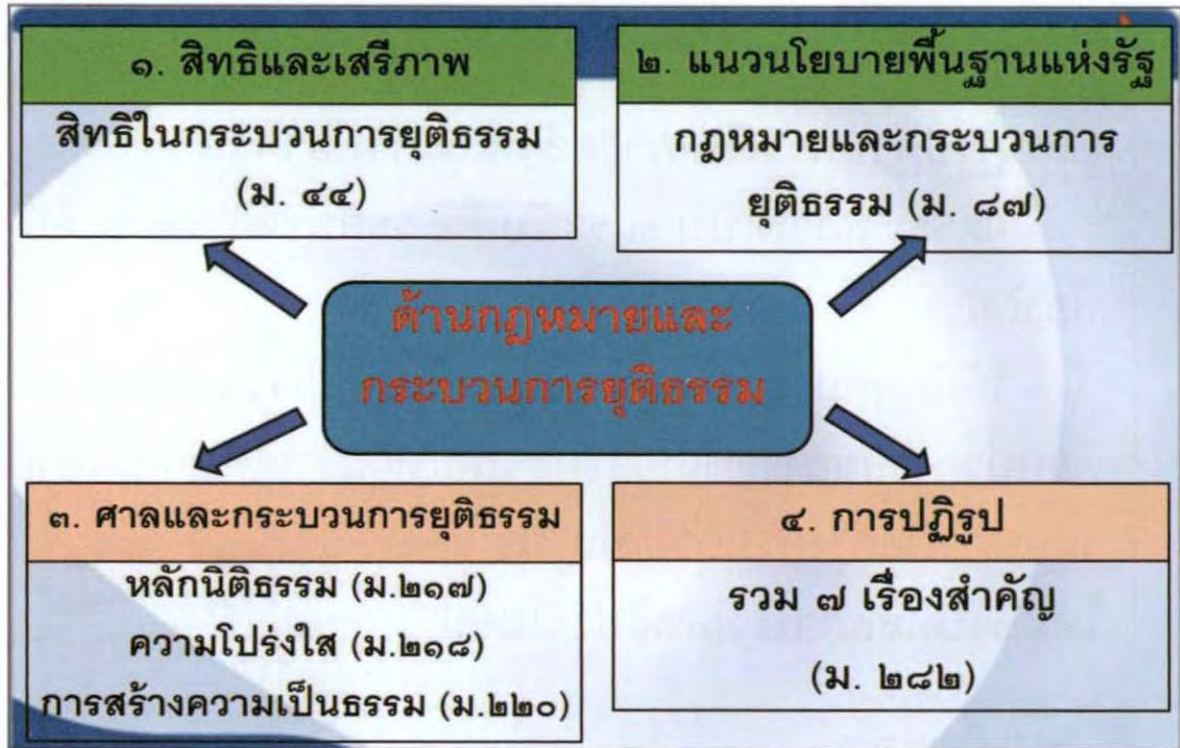 ๑. สิทธิและเสรีภาพ
สิทธิในกระบวนการยุติธรรม
(ม. ๔๔)
๒. แนวนโยบายพื้นฐานแห่งรัฐ
กฎหมายและกระบวนการ
ยุติธรรม (ม. ๘๗)
ด้านกฎหมายและ
กระบวนการยุติธรรม
๓. ศาลและกระบวนการยุติธรรม
หลักนิติธรรม (ม.๒๑๗)
ความโปร่งใส (ม.๒๑๘)
การสร้างความเป็นธรรม (ม.๒๒๐)
๔. การปฏิรูป
รวม ๗ เรื่องสำคัญ
(ม. ๒๘๒)